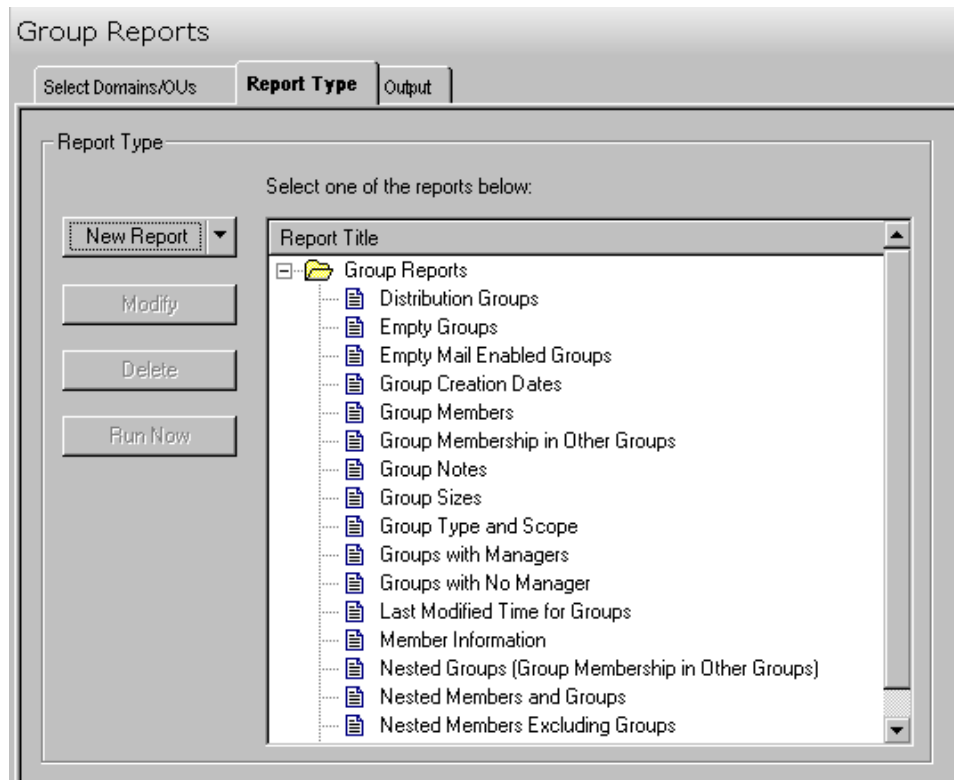 Group Reports
Select Domains/OUs
Report Type
Output
Report Type
Select one of the reports below:
New Report
Modify
Delete
Run Now
Report Title
Group Reports
Distribution Groups
Empty Groups
Empty Mail Enabled Groups
Group Creation Dates
Group Members
Group Membership in Other Groups
Group Notes
Group Sizes
Group Type and Scope
Groups with Managers
Groups with No Manager
Last Modified Time for Groups
Member Information
Nested Groups (Group Membership in Other Groups)
Nested Members and Groups
Nested Members Excluding Groups